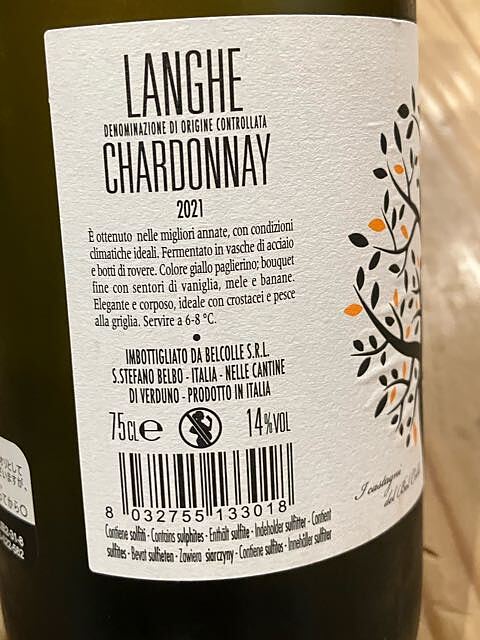 LANGHE
DENOMINAZIONE DI ORIGINE CONTROLLATA
CHARDONNAY
2021
È ottenuto nelle migliori annate, con condizioni
climatiche ideali. Fermentato in vasche di acciaio
e botti di rovere. Colore giallo paglierino; bouquet
fine con sentori di vaniglia, mele e banane.
Elegante e corposo, ideale con crostacei e pesce
alla griglia. Servire a 6-8 °C.
IMBOTTIGLIATO DA BELCOLLE S.R.L.
S.STEFANO BELBO - ITALIA - NELLE CANTINE
DI VERDUNO - PRODOTTO IN ITALIA
75CLe 14%VOL
8 032755 133018
Contiene solfiti - Contains sulphites - Enthält sulfite - Indeholder sulfitter - Contient
sulfites - Bevat sulfieten - Zawiera siarczyny - Contiene sulfitos - Innehåller sulfiter
I castagni